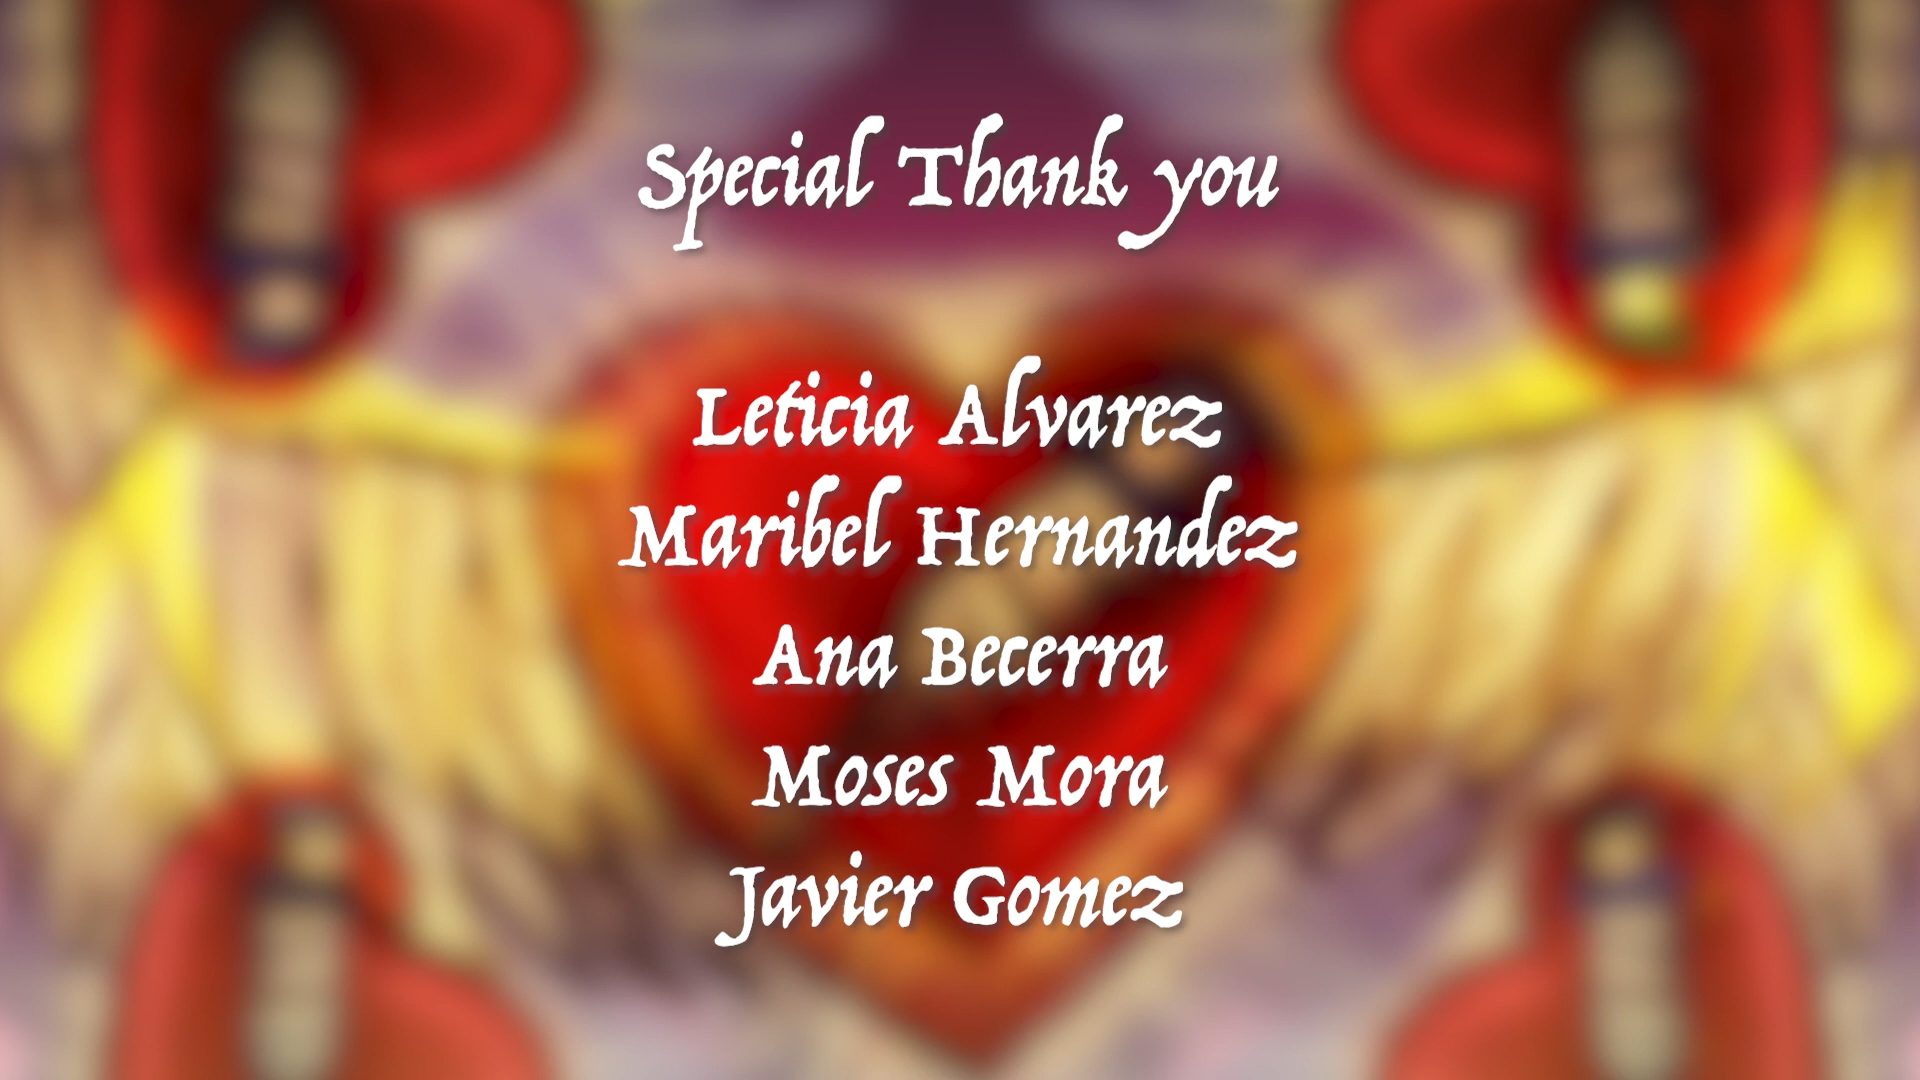 Special Thank you
Leticia Alvarez
Maribel Hernandez
Ana Becerra
Moses Mora
Javier Gomez